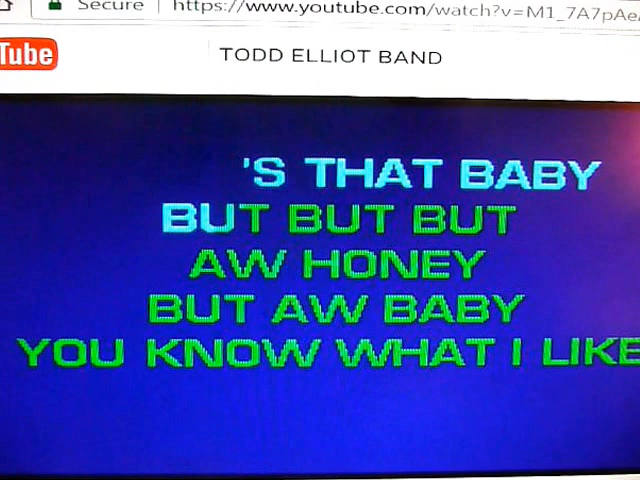 Secure | https://www.youtube.com/watch?v=M1_7A7pAe
Tube
TODD ELLIOT BAND
'S THAT BABY
BUT BUT BUT
AW HONEY
BUT AW BABY
YOU KNOW WHAT I LIKE